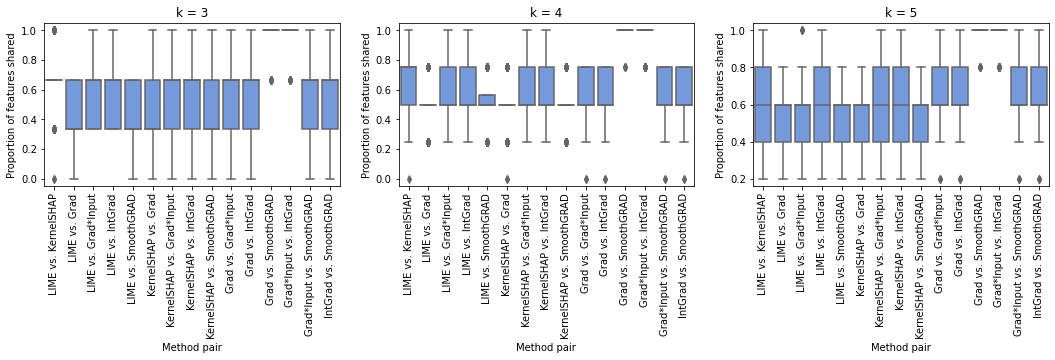 k = 3
Proportion of features shared
1.0
0.8
0.6
0.4
0.2
0.0
LIME vs. KernelSHAP
LIME vs. Grad
LIME vs. Grad*Input
LIME vs. IntGrad
LIME vs. SmoothGRAD
KernelSHAP vs. Grad
KernelSHAP vs. Grad*Input
KernelSHAP vs. IntGrad
KernelSHAP vs. SmoothGRAD
Grad vs. Grad*Input
Grad vs. IntGrad
Grad vs. SmoothGRAD
Grad*Input vs. IntGrad
Grad*Input vs. SmoothGRAD
IntGrad vs. SmoothGRAD
Method pair
k = 4
Proportion of features shared
1.0
0.8
0.6
0.4
0.2
0.0
LIME vs. KernelSHAP
LIME vs. Grad
LIME vs. Grad*Input
LIME vs. IntGrad
LIME vs. SmoothGRAD
KernelSHAP vs. Grad
KernelSHAP vs. Grad*Input
KernelSHAP vs. IntGrad
KernelSHAP vs. SmoothGRAD
Grad vs. Grad*Input
Grad vs. IntGrad
Grad vs. SmoothGRAD
Grad*Input vs. IntGrad
Grad*Input vs. SmoothGRAD
IntGrad vs. SmoothGRAD
Method pair
k = 5
Proportion of features shared
1.0
0.8
0.6
0.4
0.2
LIME vs. KernelSHAP
LIME vs. Grad
LIME vs. Grad*Input
LIME vs. IntGrad
LIME vs. SmoothGRAD
KernelSHAP vs. Grad
KernelSHAP vs. Grad*Input
KernelSHAP vs. IntGrad
KernelSHAP vs. SmoothGRAD
Grad vs. Grad*Input
Grad vs. IntGrad
Grad vs. SmoothGRAD
Grad*Input vs. IntGrad
Grad*Input vs. SmoothGRAD
IntGrad vs. SmoothGRAD
Method pair